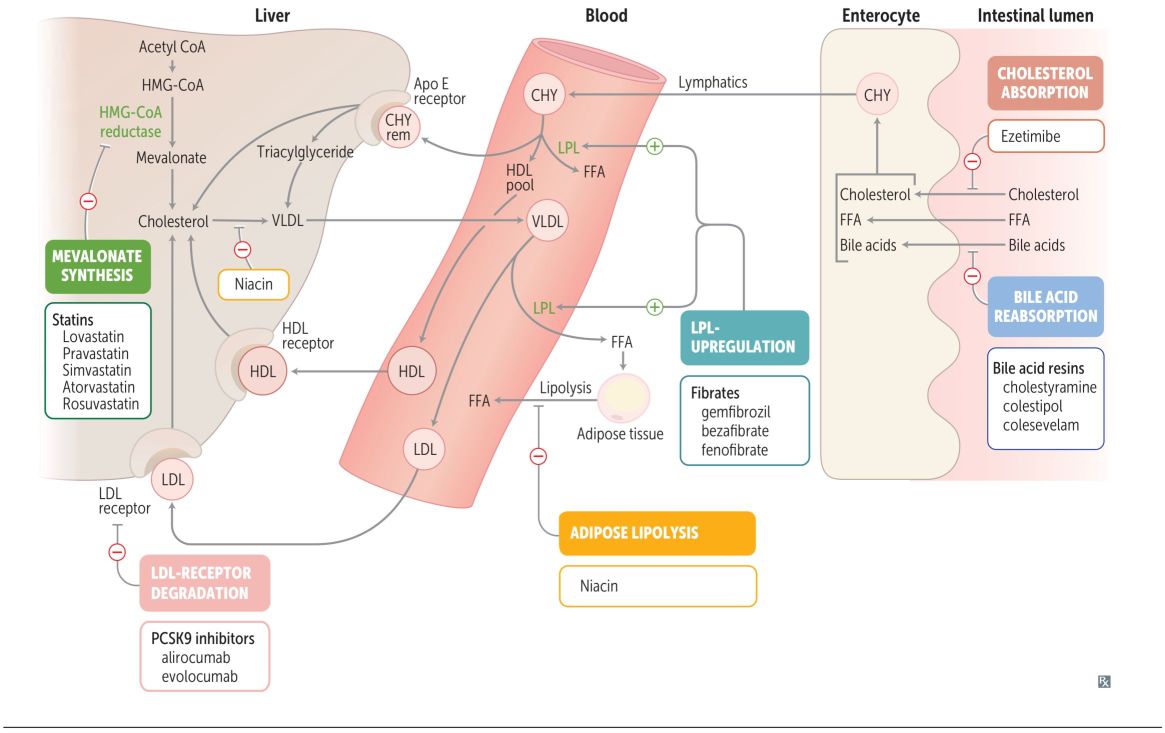 Liver
Blood
Enterocyte
Intestinal lumen
Acetyl CoA
HMG-CoA
HMG-CoA
reductase
Mevalonate
Triacylglyceride
Cholesterol
VLDL
Apo E
receptor
CHY
rem
Niacin
MEVALONATE
SYNTHESIS
Statins
Lovastatin
Pravastatin
Simvastatin
Atorvastatin
Rosuvastatin
HDL
receptor
HDL
LDL
LDL
receptor
LDL-RECEPTOR
DEGRADATION
PCSK9 inhibitors
alirocumab
evolocumab
CHY
LPL
FFA
HDL
pool
VLDL
LPL
HDL
LDL
FFA
Lipolysis
FFA
Adipose tissue
Lymphatics
LPL-
UPREGULATION
Fibrates
gemfibrozil
bezafibrate
fenofibrate
ADIPOSE LIPOLYSIS
Niacin
CHY
Cholesterol
FFA
Bile acids
CHOLESTEROL
ABSORPTION
Ezetimibe
Cholesterol
FFA
Bile acids
BILE ACID
REABSORPTION
Bile acid resins
cholestyramine
colestipol
colesevelam
Rx